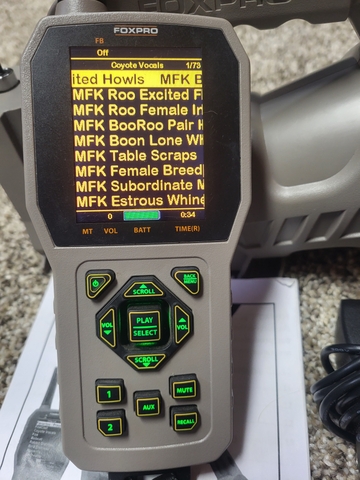 FOXPRO
FB
Off
Coyote Vocals 1/73
ited Howls MFK B
MFK Roo Excited F
MFK Roo Female In
MFK BooRoo Pair H
MFK Boon Lone Wh
MFK Table Scraps
MFK Female Breed
MFK Subordinate M
MFK Estrous Whine
0 0:34
MT VOL BATT TIME(R)
SCROLL
BACK
MENU
VOL
PLAY
SELECT
VOL
SCROLL
1
MUTE
AUX
2
RECALL